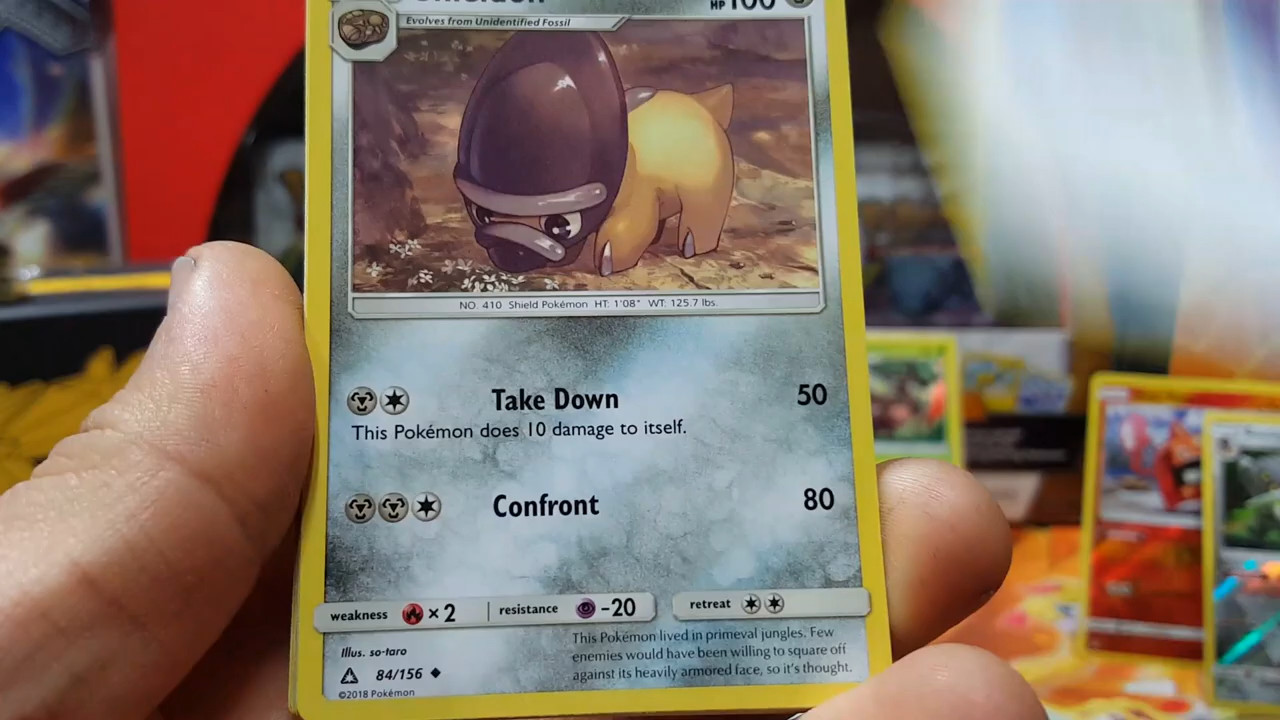 Shieldon HP 100
Evolves from Unidentified Fossil
NO. 410 Shield Pokémon HT: 1'08" WT: 125.7 lbs.
Take Down 50
This Pokémon does 10 damage to itself.
Confront 80
weakness ×2 resistance -20 retreat
This Pokémon lived in primeval jungles. Few
enemies would have been willing to square off
against its heavily armored face, so it's thought.
Illus. so-taro
84/156
©2018 Pokémon